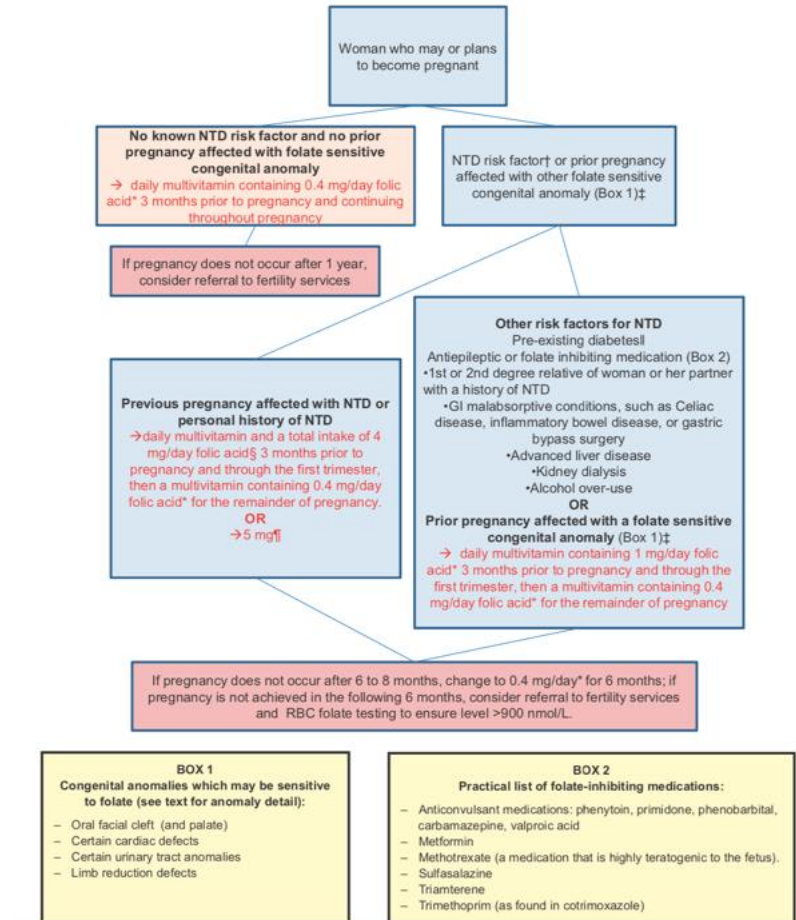 Woman who may or plans
to become pregnant
No known NTD risk factor and no prior
pregnancy affected with folate sensitive
congenital anomaly
→ daily multivitamin containing 0.4 mg/day folic
acid* 3 months prior to pregnancy and continuing
throughout pregnancy
NTD risk factor† or prior pregnancy
affected with other folate sensitive
congenital anomaly (Box 1)‡
If pregnancy does not occur after 1 year,
consider referral to fertility services
Previous pregnancy affected with NTD or
personal history of NTD
→daily multivitamin and a total intake of 4
mg/day folic acid§ 3 months prior to
pregnancy and through the first trimester,
then a multivitamin containing 0.4 mg/day
folic acid* for the remainder of pregnancy.
OR
→5 mg¶
Other risk factors for NTD
Pre-existing diabetes‖
Antiepileptic or folate inhibiting medication (Box 2)
•1st or 2nd degree relative of woman or her partner
with a history of NTD
•GI malabsorptive conditions, such as Celiac
disease, inflammatory bowel disease, or gastric
bypass surgery
•Advanced liver disease
•Kidney dialysis
•Alcohol over-use
OR
Prior pregnancy affected with a folate sensitive
congenital anomaly (Box 1)‡
→ daily multivitamin containing 1 mg/day folic
acid* 3 months prior to pregnancy and through the
first trimester, then a multivitamin containing 0.4
mg/day folic acid* for the remainder of pregnancy
If pregnancy does not occur after 6 to 8 months, change to 0.4 mg/day* for 6 months; if
pregnancy is not achieved in the following 6 months, consider referral to fertility services
and RBC folate testing to ensure level >900 nmol/L.
BOX 1
Congenital anomalies which may be sensitive
to folate (see text for anomaly detail):
– Oral facial cleft (and palate)
– Certain cardiac defects
– Certain urinary tract anomalies
– Limb reduction defects
BOX 2
Practical list of folate-inhibiting medications:
– Anticonvulsant medications: phenytoin, primidone, phenobarbital,
carbamazepine, valproic acid
– Metformin
– Methotrexate (a medication that is highly teratogenic to the fetus).
– Sulfasalazine
– Triamterene
– Trimethoprim (as found in cotrimoxazole)